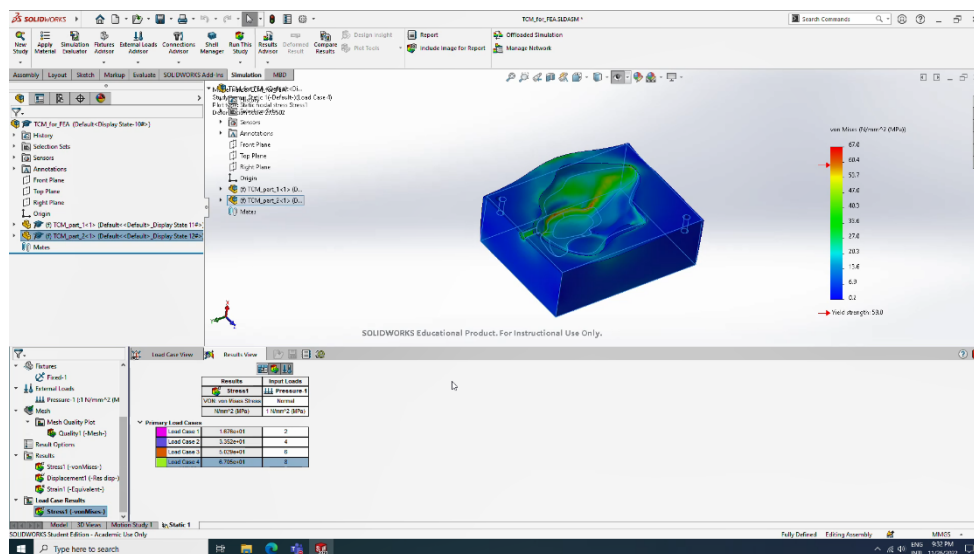 SOLIDWORKS
TCM_for_FEA.SLDASM *
Search Commands
New Study
Apply Material
Simulation Evaluator
Fixtures Advisor
External Loads Advisor
Connections Advisor
Shell Manager
Run This Study
Results Advisor
Deformed Result
Compare Results
Design Insight
Plot Tools
Report
Include Image for Report
Offloaded Simulation
Manage Network
Assembly Layout Sketch Markup Evaluate SOLIDWORKS Add-Ins Simulation MBD
TCM_for_FEA (Default<Display State-10#>)
History
Selection Sets
Sensors
Annotations
Front Plane
Top Plane
Right Plane
Origin
(f) TCM_part_1<1> (Default<<Default>_Display State 11#>
(f) TCM_part_2<1> (Default<<Default>_Display State 12#>
Mates
Sensors
Annotations
Front Plane
Top Plane
Right Plane
Origin
(f) TCM_part_1<1> (D...
(f) TCM_part_2<1> (D...
Mates
von Mises (N/mm^2 (MPa))
67.0
60.4
53.7
47.0
40.3
33.6
27.0
20.3
13.6
6.9
0.2
Yield strength: 53.0
SOLIDWORKS Educational Product. For Instructional Use Only.
Fixtures
Fixed-1
External Loads
Pressure-1 (:1 N/mm^2 (M
Mesh
Mesh Quality Plot
Quality1 (-Mesh-)
Result Options
Results
Stress1 (-vonMises-)
Displacement1 (-Res disp-)
Strain1 (-Equivalent-)
Load Case Results
Stress1 (-vonMises-)
Load Case View Results View
Results Input Loads
Stress1 Pressure-1
VON: von Mises Stress Normal
N/mm^2 (MPa) 1 N/mm^2 (MPa)
Primary Load Cases
Load Case 1 1.676e+01 2
Load Case 2 3.352e+01 4
Load Case 3 5.029e+01 6
Load Case 4 6.705e+01 8
Model 3D Views Motion Study 1 Static 1
SOLIDWORKS Student Edition - Academic Use Only
Fully Defined Editing Assembly MMGS
Type here to search
ENG 9:32 PM
11/26/2023